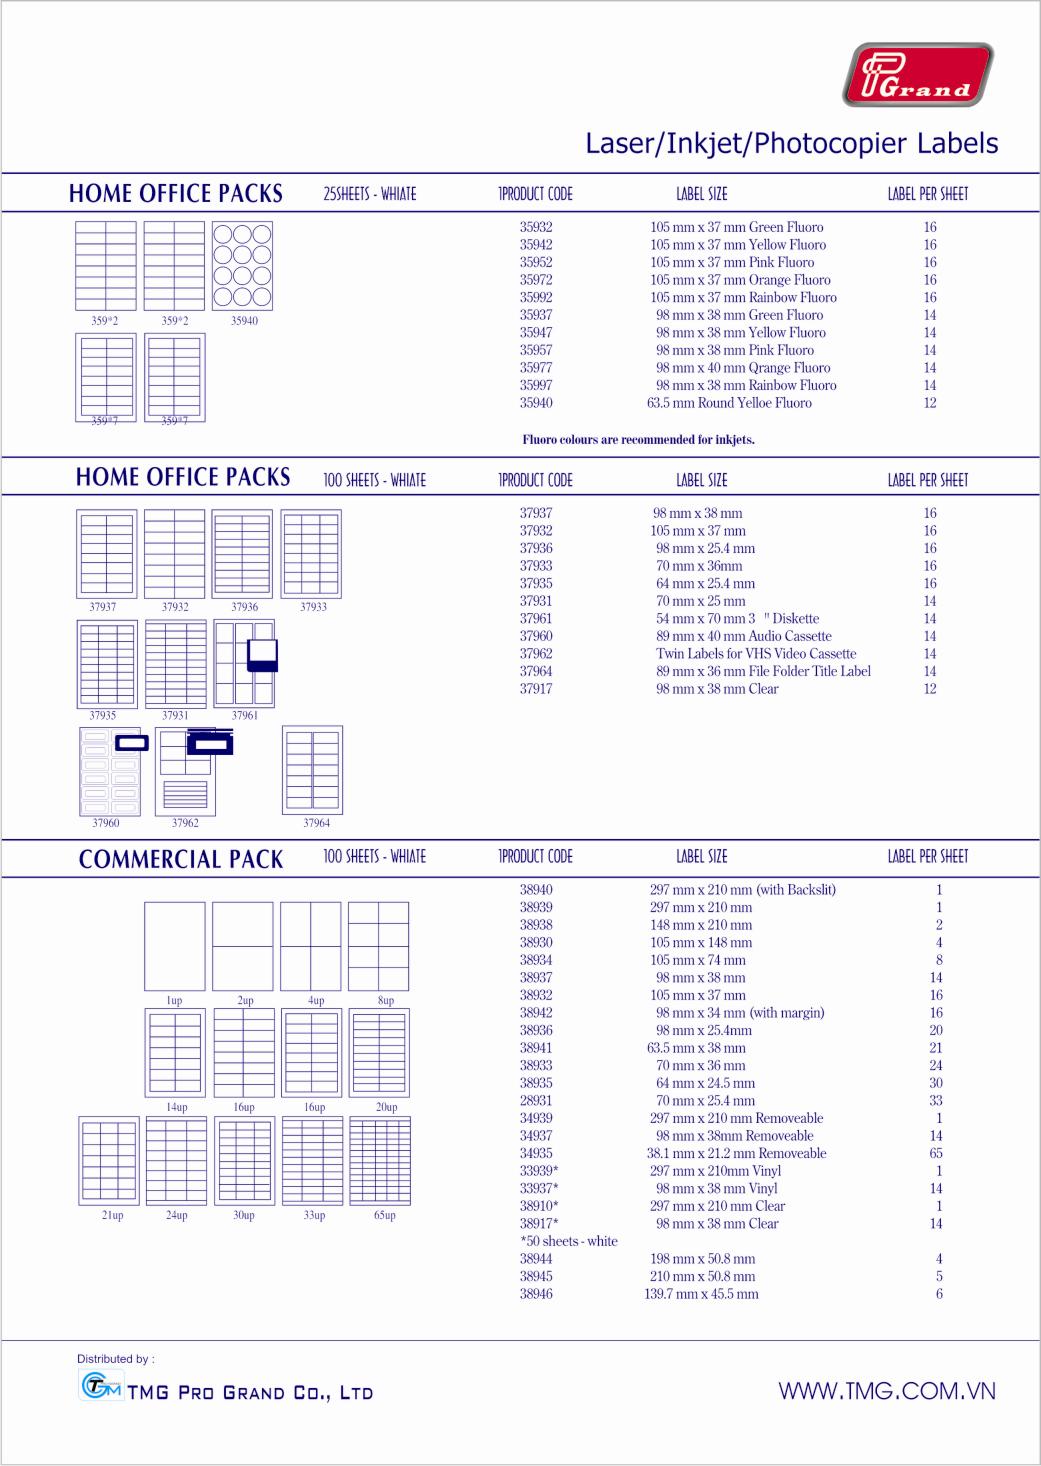 PGrand
Laser/Inkjet/Photocopier Labels
HOME OFFICE PACKS 25SHEETS - WHIATE 1PRODUCT CODE LABEL SIZE LABEL PER SHEET
35932 105 mm x 37 mm Green Fluoro 16
35942 105 mm x 37 mm Yellow Fluoro 16
35952 105 mm x 37 mm Pink Fluoro 16
35972 105 mm x 37 mm Orange Fluoro 16
35992 105 mm x 37 mm Rainbow Fluoro 16
35937 98 mm x 38 mm Green Fluoro 14
35947 98 mm x 38 mm Yellow Fluoro 14
35957 98 mm x 38 mm Pink Fluoro 14
35977 98 mm x 40 mm Qrange Fluoro 14
35997 98 mm x 38 mm Rainbow Fluoro 14
35940 63.5 mm Round Yelloe Fluoro 12
359*2 359*2 35940
359*7 359*7
Fluoro colours are recommended for inkjets.
HOME OFFICE PACKS 100 SHEETS - WHIATE 1PRODUCT CODE LABEL SIZE LABEL PER SHEET
37937 98 mm x 38 mm 16
37932 105 mm x 37 mm 16
37936 98 mm x 25.4 mm 16
37933 70 mm x 36mm 16
37935 64 mm x 25.4 mm 16
37931 70 mm x 25 mm 14
37961 54 mm x 70 mm 3 " Diskette 14
37960 89 mm x 40 mm Audio Cassette 14
37962 Twin Labels for VHS Video Cassette 14
37964 89 mm x 36 mm File Folder Title Label 14
37917 98 mm x 38 mm Clear 12
37937 37932 37936 37933
37935 37931 37961
37960 37962 37964
COMMERCIAL PACK 100 SHEETS - WHIATE 1PRODUCT CODE LABEL SIZE LABEL PER SHEET
38940 297 mm x 210 mm (with Backslit) 1
38939 297 mm x 210 mm 1
38938 148 mm x 210 mm 2
38930 105 mm x 148 mm 4
38934 105 mm x 74 mm 8
38937 98 mm x 38 mm 14
38932 105 mm x 37 mm 16
38942 98 mm x 34 mm (with margin) 16
38936 98 mm x 25.4mm 20
38941 63.5 mm x 38 mm 21
38933 70 mm x 36 mm 24
38935 64 mm x 24.5 mm 30
28931 70 mm x 25.4 mm 33
34939 297 mm x 210 mm Removeable 1
34937 98 mm x 38mm Removeable 14
34935 38.1 mm x 21.2 mm Removeable 65
33939* 297 mm x 210mm Vinyl 1
33937* 98 mm x 38 mm Vinyl 14
38910* 297 mm x 210 mm Clear 1
38917* 98 mm x 38 mm Clear 14
*50 sheets - white
38944 198 mm x 50.8 mm 4
38945 210 mm x 50.8 mm 5
38946 139.7 mm x 45.5 mm 6
1up 2up 4up 8up
14up 16up 16up 20up
21up 24up 30up 33up 65up
Distributed by :
TGM TMG PRO GRAND CO., LTD WWW.TMG.COM.VN